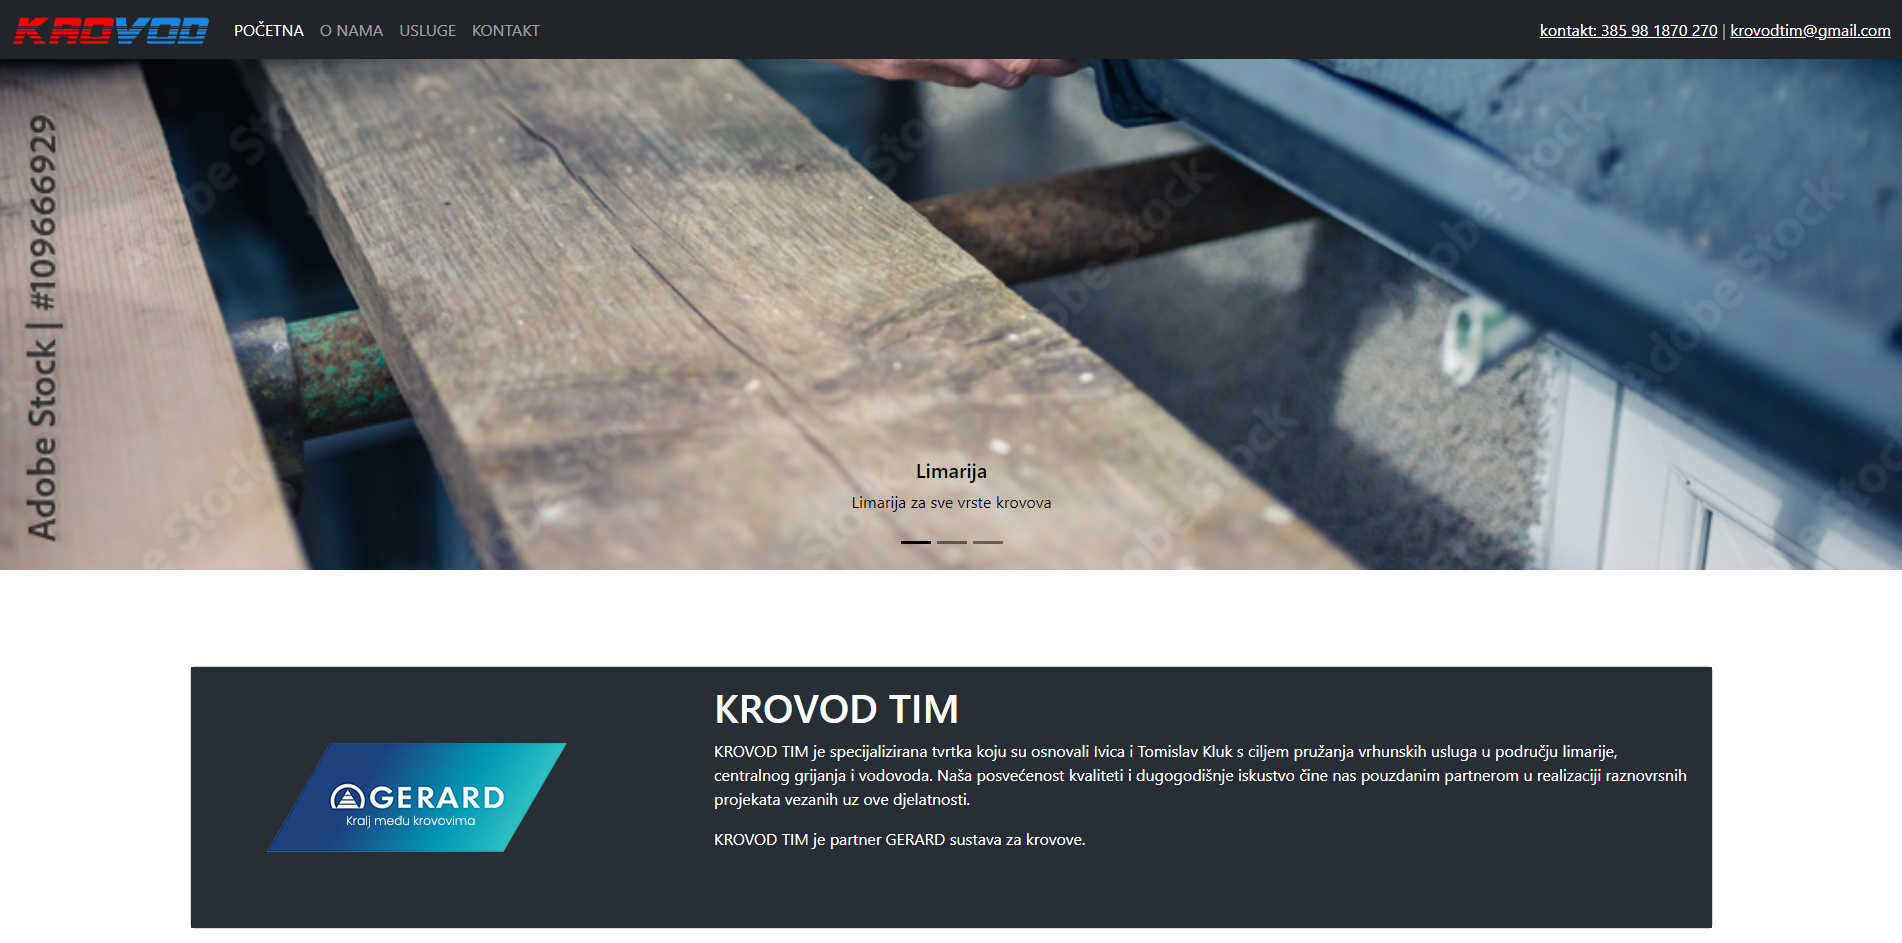 KROVOD
POČETNA O NAMA USLUGE KONTAKT
kontakt: 385 98 1870 270 | krovodtim@gmail.com
Adobe Stock | #109666929
Adobe Stock
Limarija
Limarija za sve vrste krovova
KROVOD TIM
KROVOD TIM je specijalizirana tvrtka koju su osnovali Ivica i Tomislav Kluk s ciljem pružanja vrhunskih usluga u području limarije,
centralnog grijanja i vodovoda. Naša posvećenost kvaliteti i dugogodišnje iskustvo čine nas pouzdanim partnerom u realizaciji raznovrsnih
projekata vezanih uz ove djelatnosti.
KROVOD TIM je partner GERARD sustava za krovove.
GERARD
Kralj među krovovima